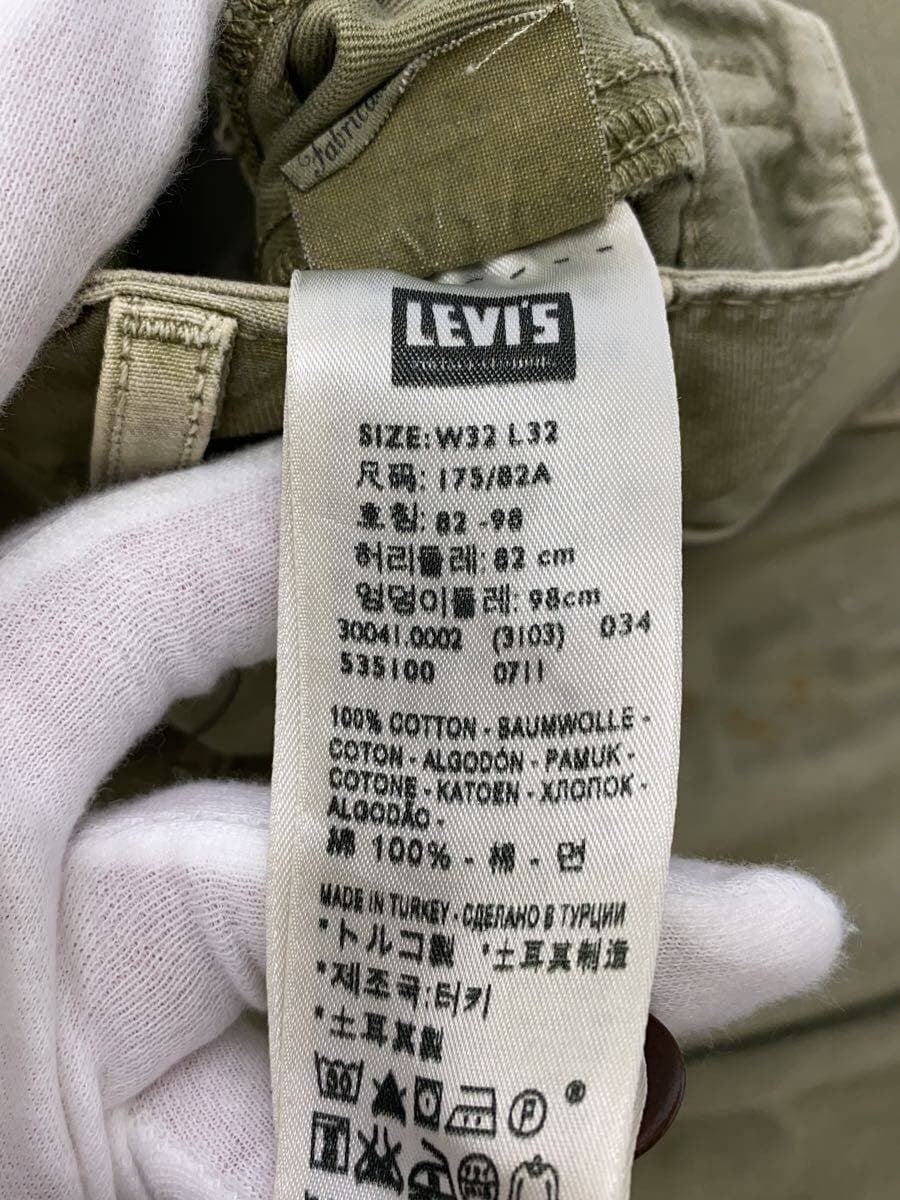 Fabrica
LEVI'S
SIZE: W32 L32
尺码: 175/82A
호칭: 82 -98
허리둘레: 82 cm
엉덩이둘레: 98cm
30041.0002 (3103) 034
535100 0711
100% COTTON - BAUMWOLLE -
COTON - ALGODÓN - PAMUK -
COTONE - KATOEN - ХЛОПОК -
ALGODÃO -
綿 100% - 棉 - 면
MADE IN TURKEY - СДЕЛАНО В ТУРЦИИ
*トルコ製 *土耳其制造
*제조국:터키
*土耳其製
P